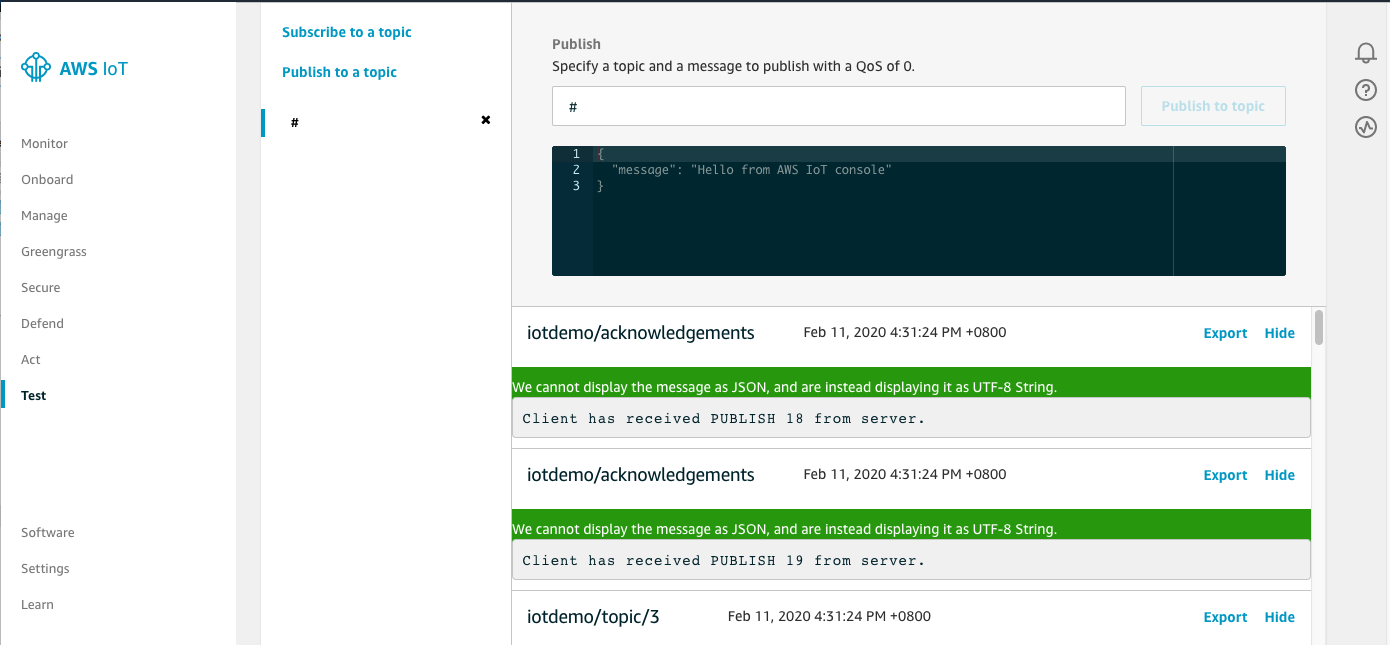 AWS IoT
Monitor
Onboard
Manage
Greengrass
Secure
Defend
Act
Test
Software
Settings
Learn
Subscribe to a topic
Publish to a topic
#
Publish
Specify a topic and a message to publish with a QoS of 0.
#
Publish to topic
1 {
2 "message": "Hello from AWS IoT console"
3 }
iotdemo/acknowledgements Feb 11, 2020 4:31:24 PM +0800 Export Hide
We cannot display the message as JSON, and are instead displaying it as UTF-8 String.
Client has received PUBLISH 18 from server.
iotdemo/acknowledgements Feb 11, 2020 4:31:24 PM +0800 Export Hide
We cannot display the message as JSON, and are instead displaying it as UTF-8 String.
Client has received PUBLISH 19 from server.
iotdemo/topic/3 Feb 11, 2020 4:31:24 PM +0800 Export Hide